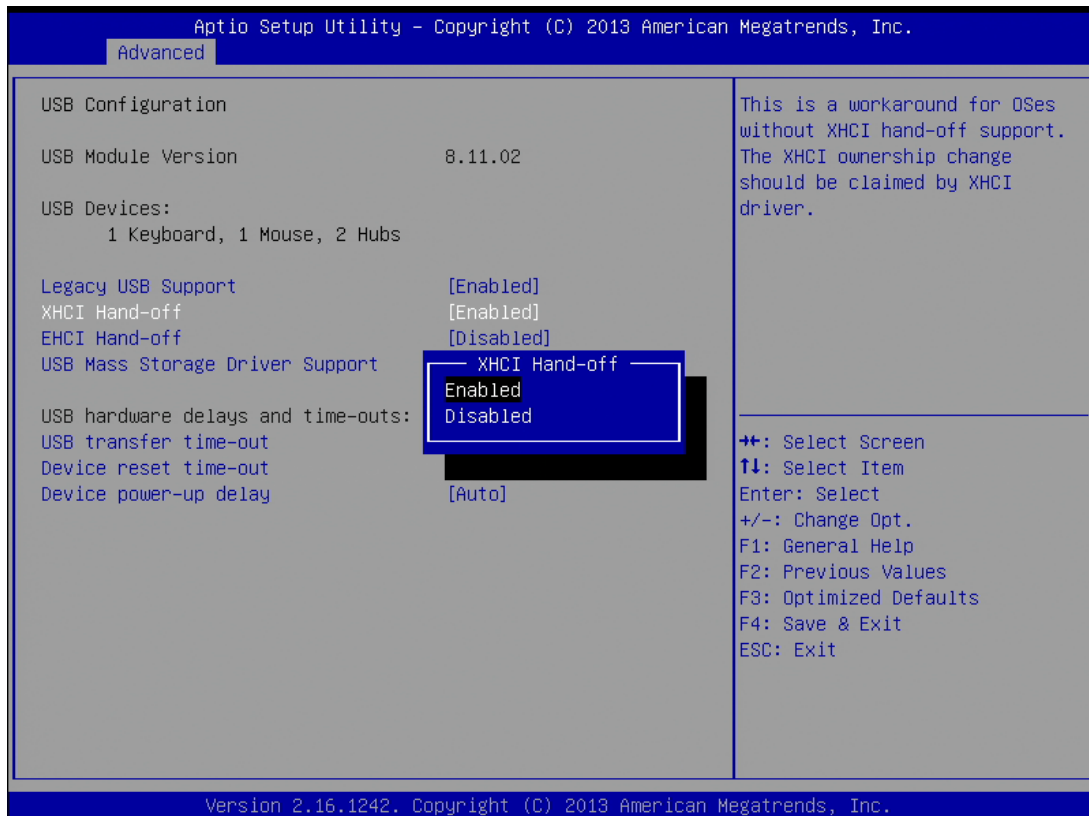 Aptio Setup Utility – Copyright (C) 2013 American Megatrends, Inc.
Advanced
USB Configuration
USB Module Version 8.11.02
USB Devices:
1 Keyboard, 1 Mouse, 2 Hubs
Legacy USB Support [Enabled]
XHCI Hand-off [Enabled]
EHCI Hand-off [Disabled]
USB Mass Storage Driver Support
USB hardware delays and time-outs:
USB transfer time-out
Device reset time-out
Device power-up delay [Auto]
XHCI Hand-off
Enabled
Disabled
This is a workaround for OSes
without XHCI hand-off support.
The XHCI ownership change
should be claimed by XHCI
driver.
→←: Select Screen
↑↓: Select Item
Enter: Select
+/-: Change Opt.
F1: General Help
F2: Previous Values
F3: Optimized Defaults
F4: Save & Exit
ESC: Exit
Version 2.16.1242. Copyright (C) 2013 American Megatrends, Inc.